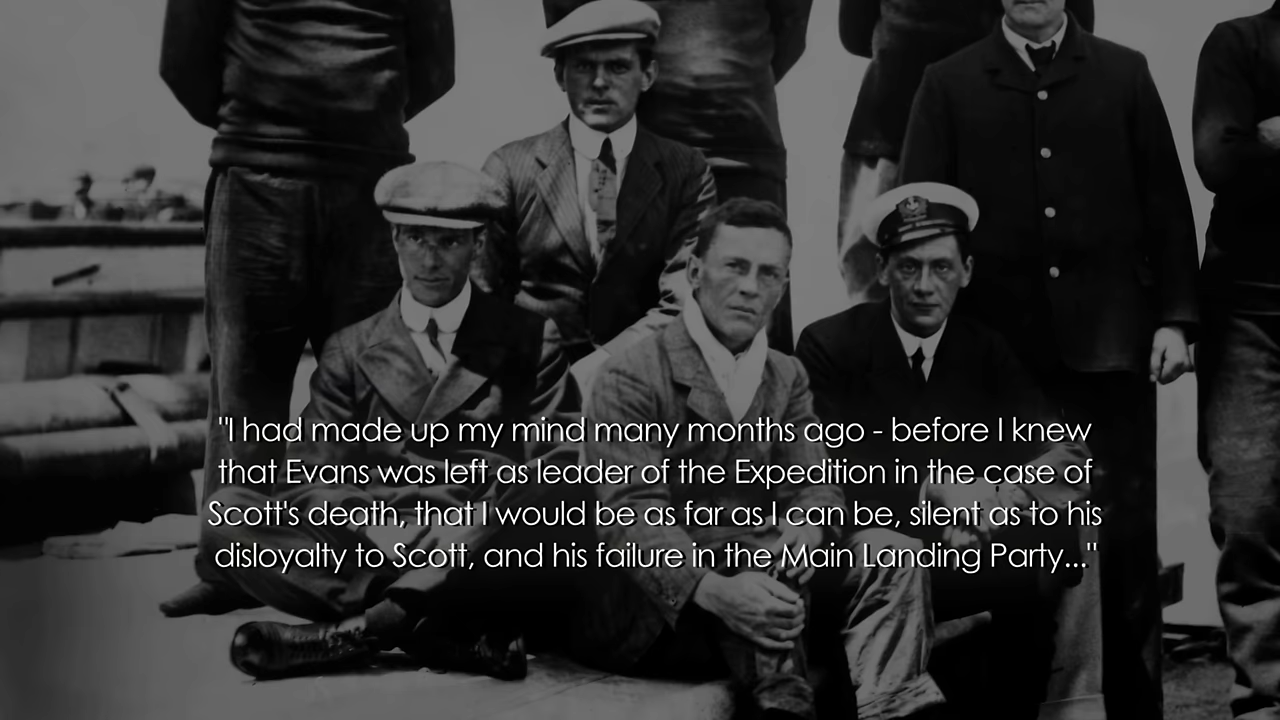 "I had made up my mind many months ago - before I knew
that Evans was left as leader of the Expedition in the case of
Scott's death, that I would be as far as I can be, silent as to his
disloyalty to Scott, and his failure in the Main Landing Party..."